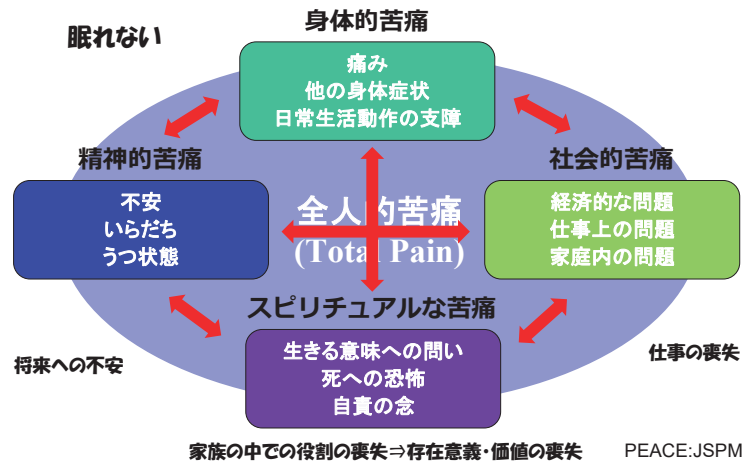 眠れない
身体的苦痛
痛み
他の身体症状
日常生活動作の支障
精神的苦痛
不安
いらだち
うつ状態
全人的苦痛
(Total Pain)
社会的苦痛
経済的な問題
仕事上の問題
家庭内の問題
スピリチュアルな苦痛
生きる意味への問い
死への恐怖
自責の念
将来への不安
仕事の喪失
家族の中での役割の喪失⇒存在意義・価値の喪失
PEACE:JSPM